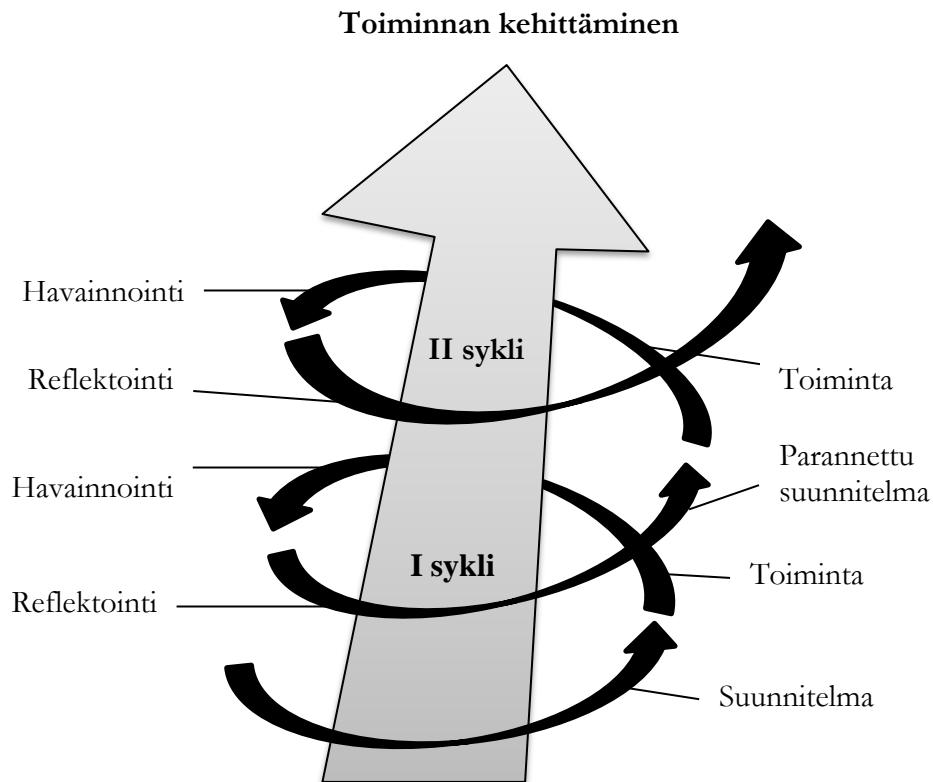 Toiminnan kehittäminen
Havainnointi
II sykli
Reflektointi
Toiminta
Havainnointi
Parannettu
suunnitelma
I sykli
Toiminta
Reflektointi
Suunnitelma